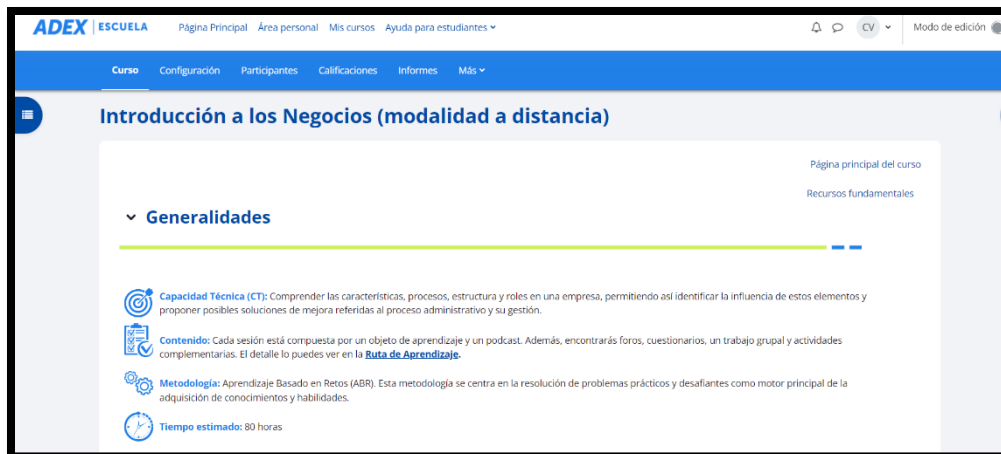 ADEX ESCUELA Página Principal Área personal Mis cursos Ayuda para estudiantes CV Modo de edición
Curso Configuración Participantes Calificaciones Informes Más
Introducción a los Negocios (modalidad a distancia)
Página principal del curso
Recursos fundamentales
Generalidades
Capacidad Técnica (CT): Comprender las características, procesos, estructura y roles en una empresa, permitiendo así identificar la influencia de estos elementos y
proponer posibles soluciones de mejora referidas al proceso administrativo y su gestión.
Contenido: Cada sesión está compuesta por un objeto de aprendizaje y un podcast. Además, encontrarás foros, cuestionarios, un trabajo grupal y actividades
complementarias. El detalle lo puedes ver en la Ruta de Aprendizaje.
Metodología: Aprendizaje Basado en Retos (ABR). Esta metodología se centra en la resolución de problemas prácticos y desafiantes como motor principal de la
adquisición de conocimientos y habilidades.
Tiempo estimado: 80 horas